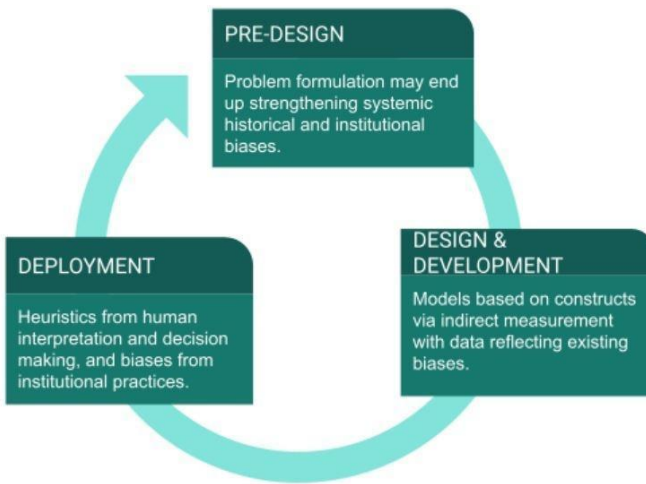 PRE-DESIGN
Problem formulation may end
up strengthening systemic
historical and institutional
biases.
DESIGN &
DEVELOPMENT
Models based on constructs
via indirect measurement
with data reflecting existing
biases.
DEPLOYMENT
Heuristics from human
interpretation and decision
making, and biases from
institutional practices.